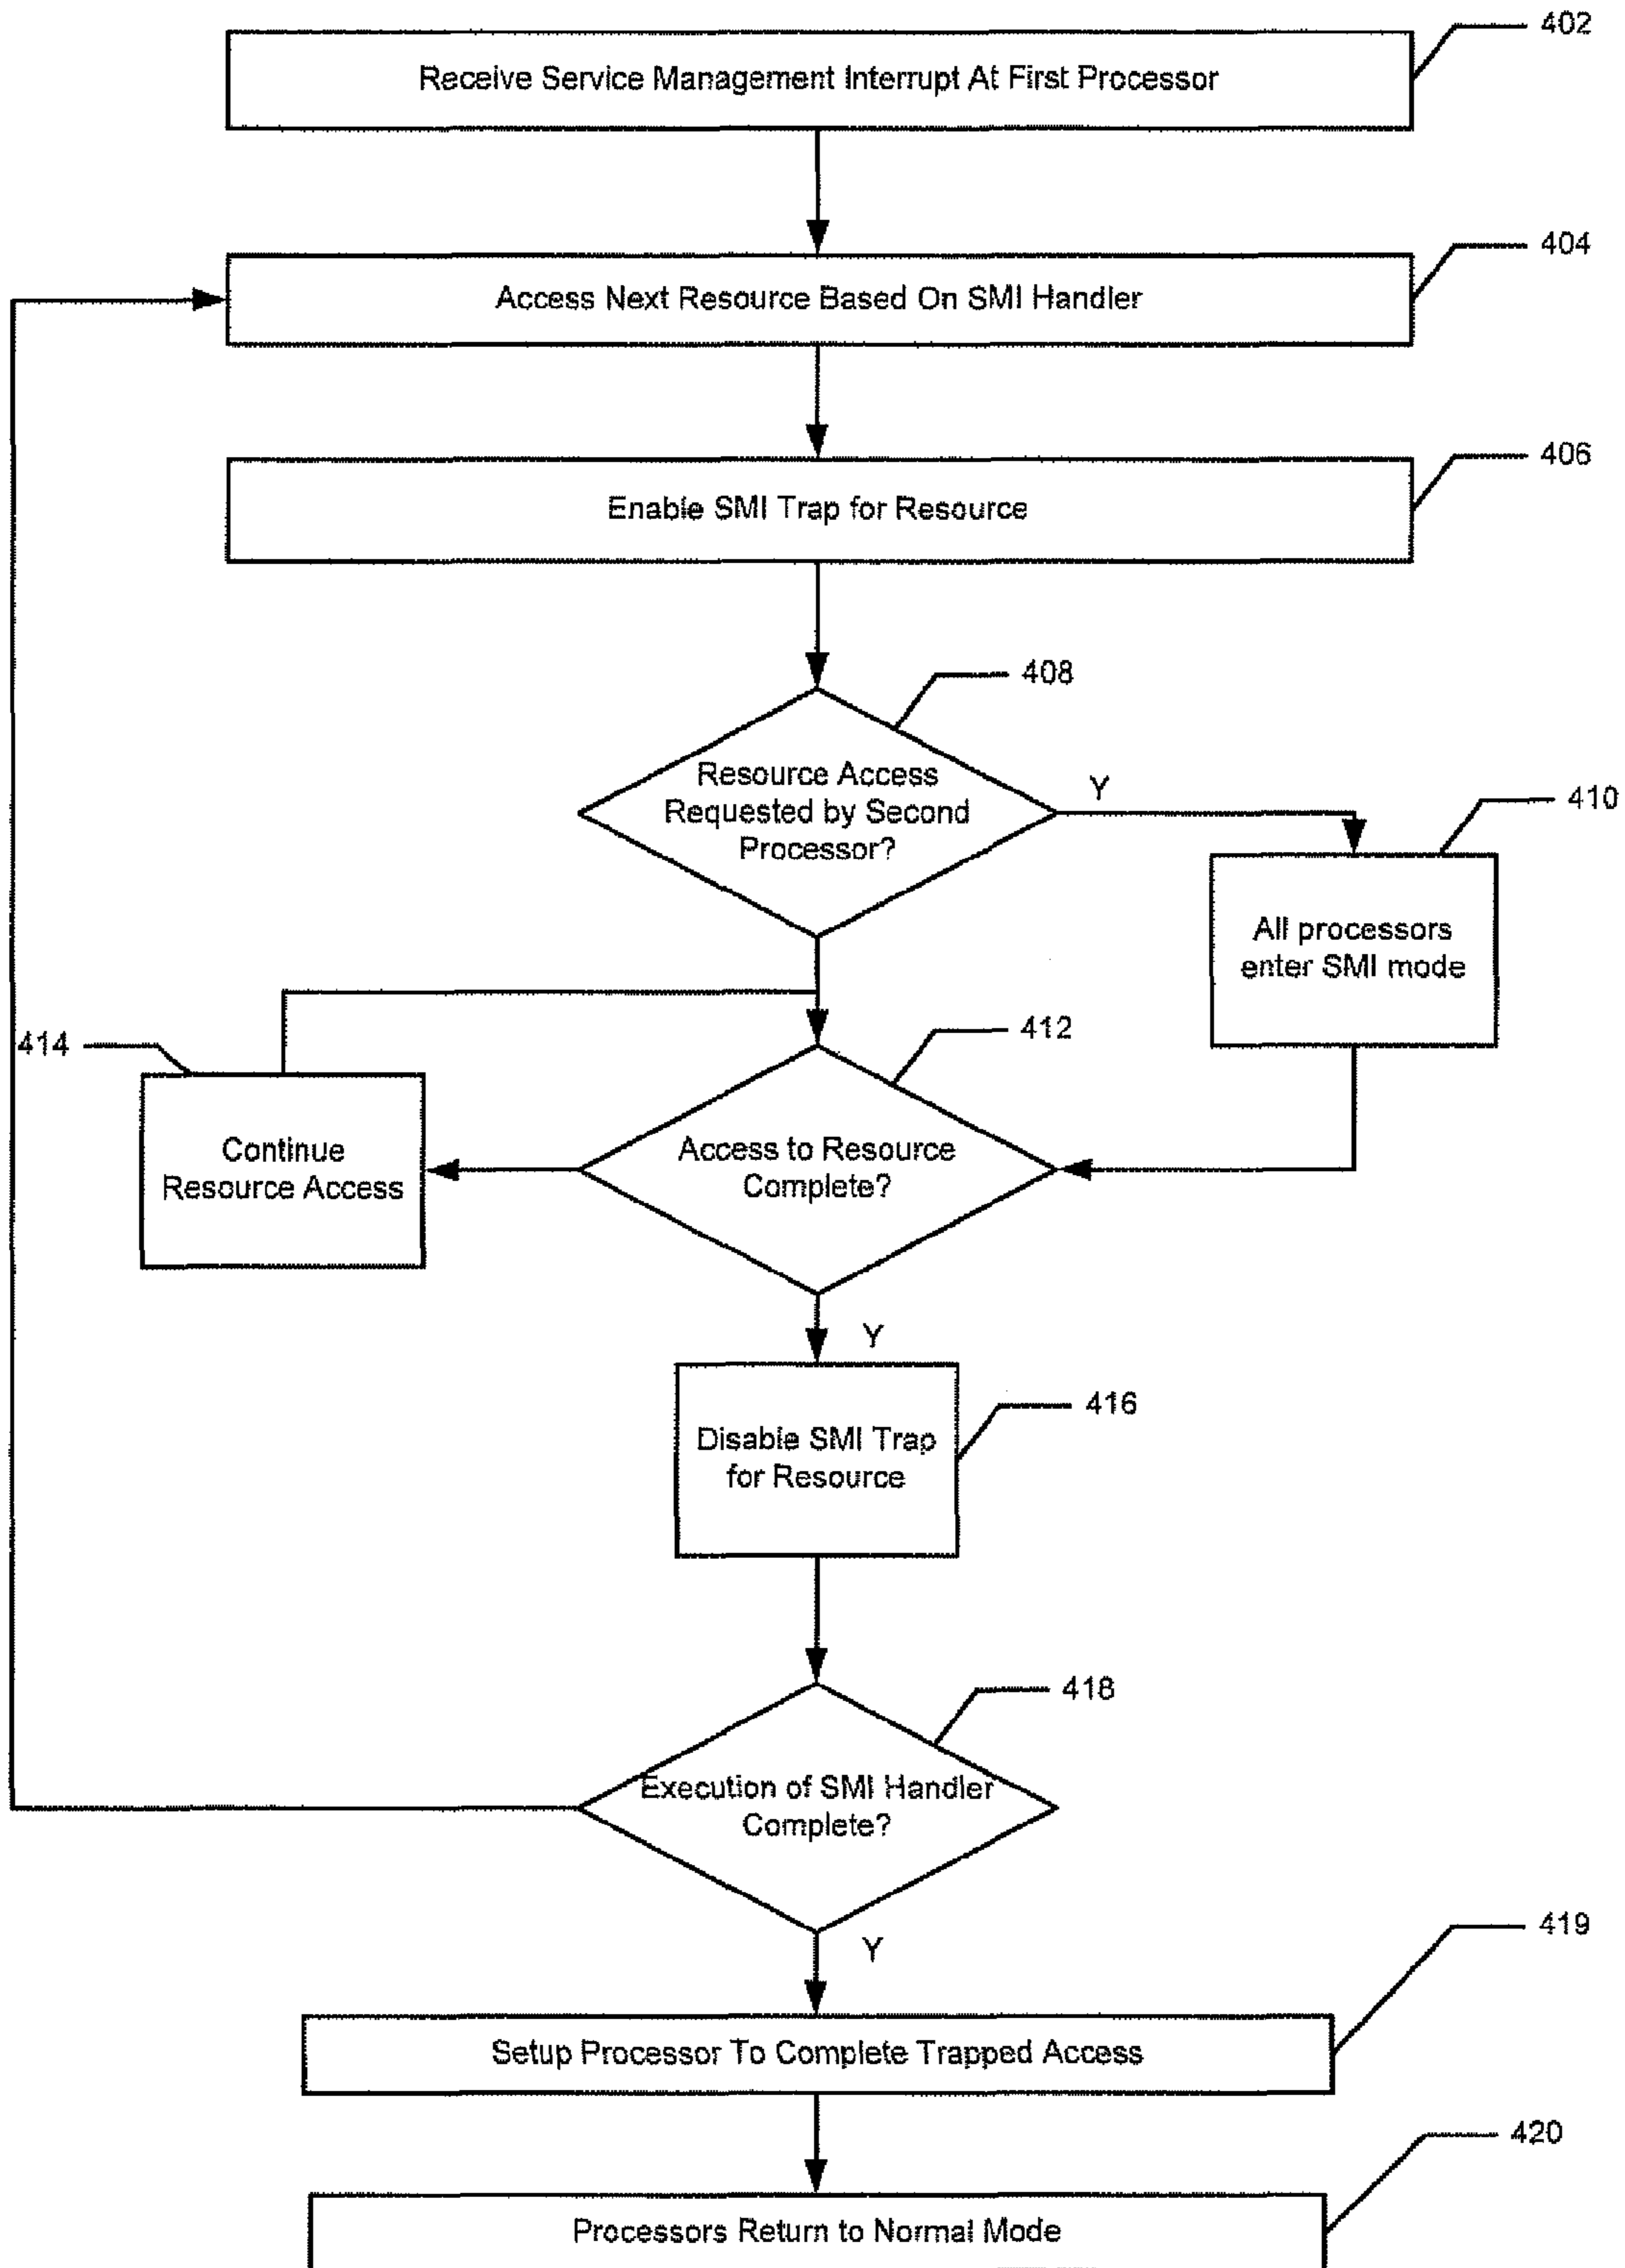 402
Receive Service Management Interrupt At First Processor
404
Access Next Resource Based On SMI Handler
406
Enable SMI Trap for Resource
408
Resource Access
Requested by Second
Processor?
Y
410
All processors
enter SMI mode
412
414
Continue
Resource Access
Access to Resource
Complete?
Y
416
Disable SMI Trap
for Resource
418
Execution of SMI Handler
Complete?
Y
419
Setup Processor To Complete Trapped Access
420
Processors Return to Normal Mode